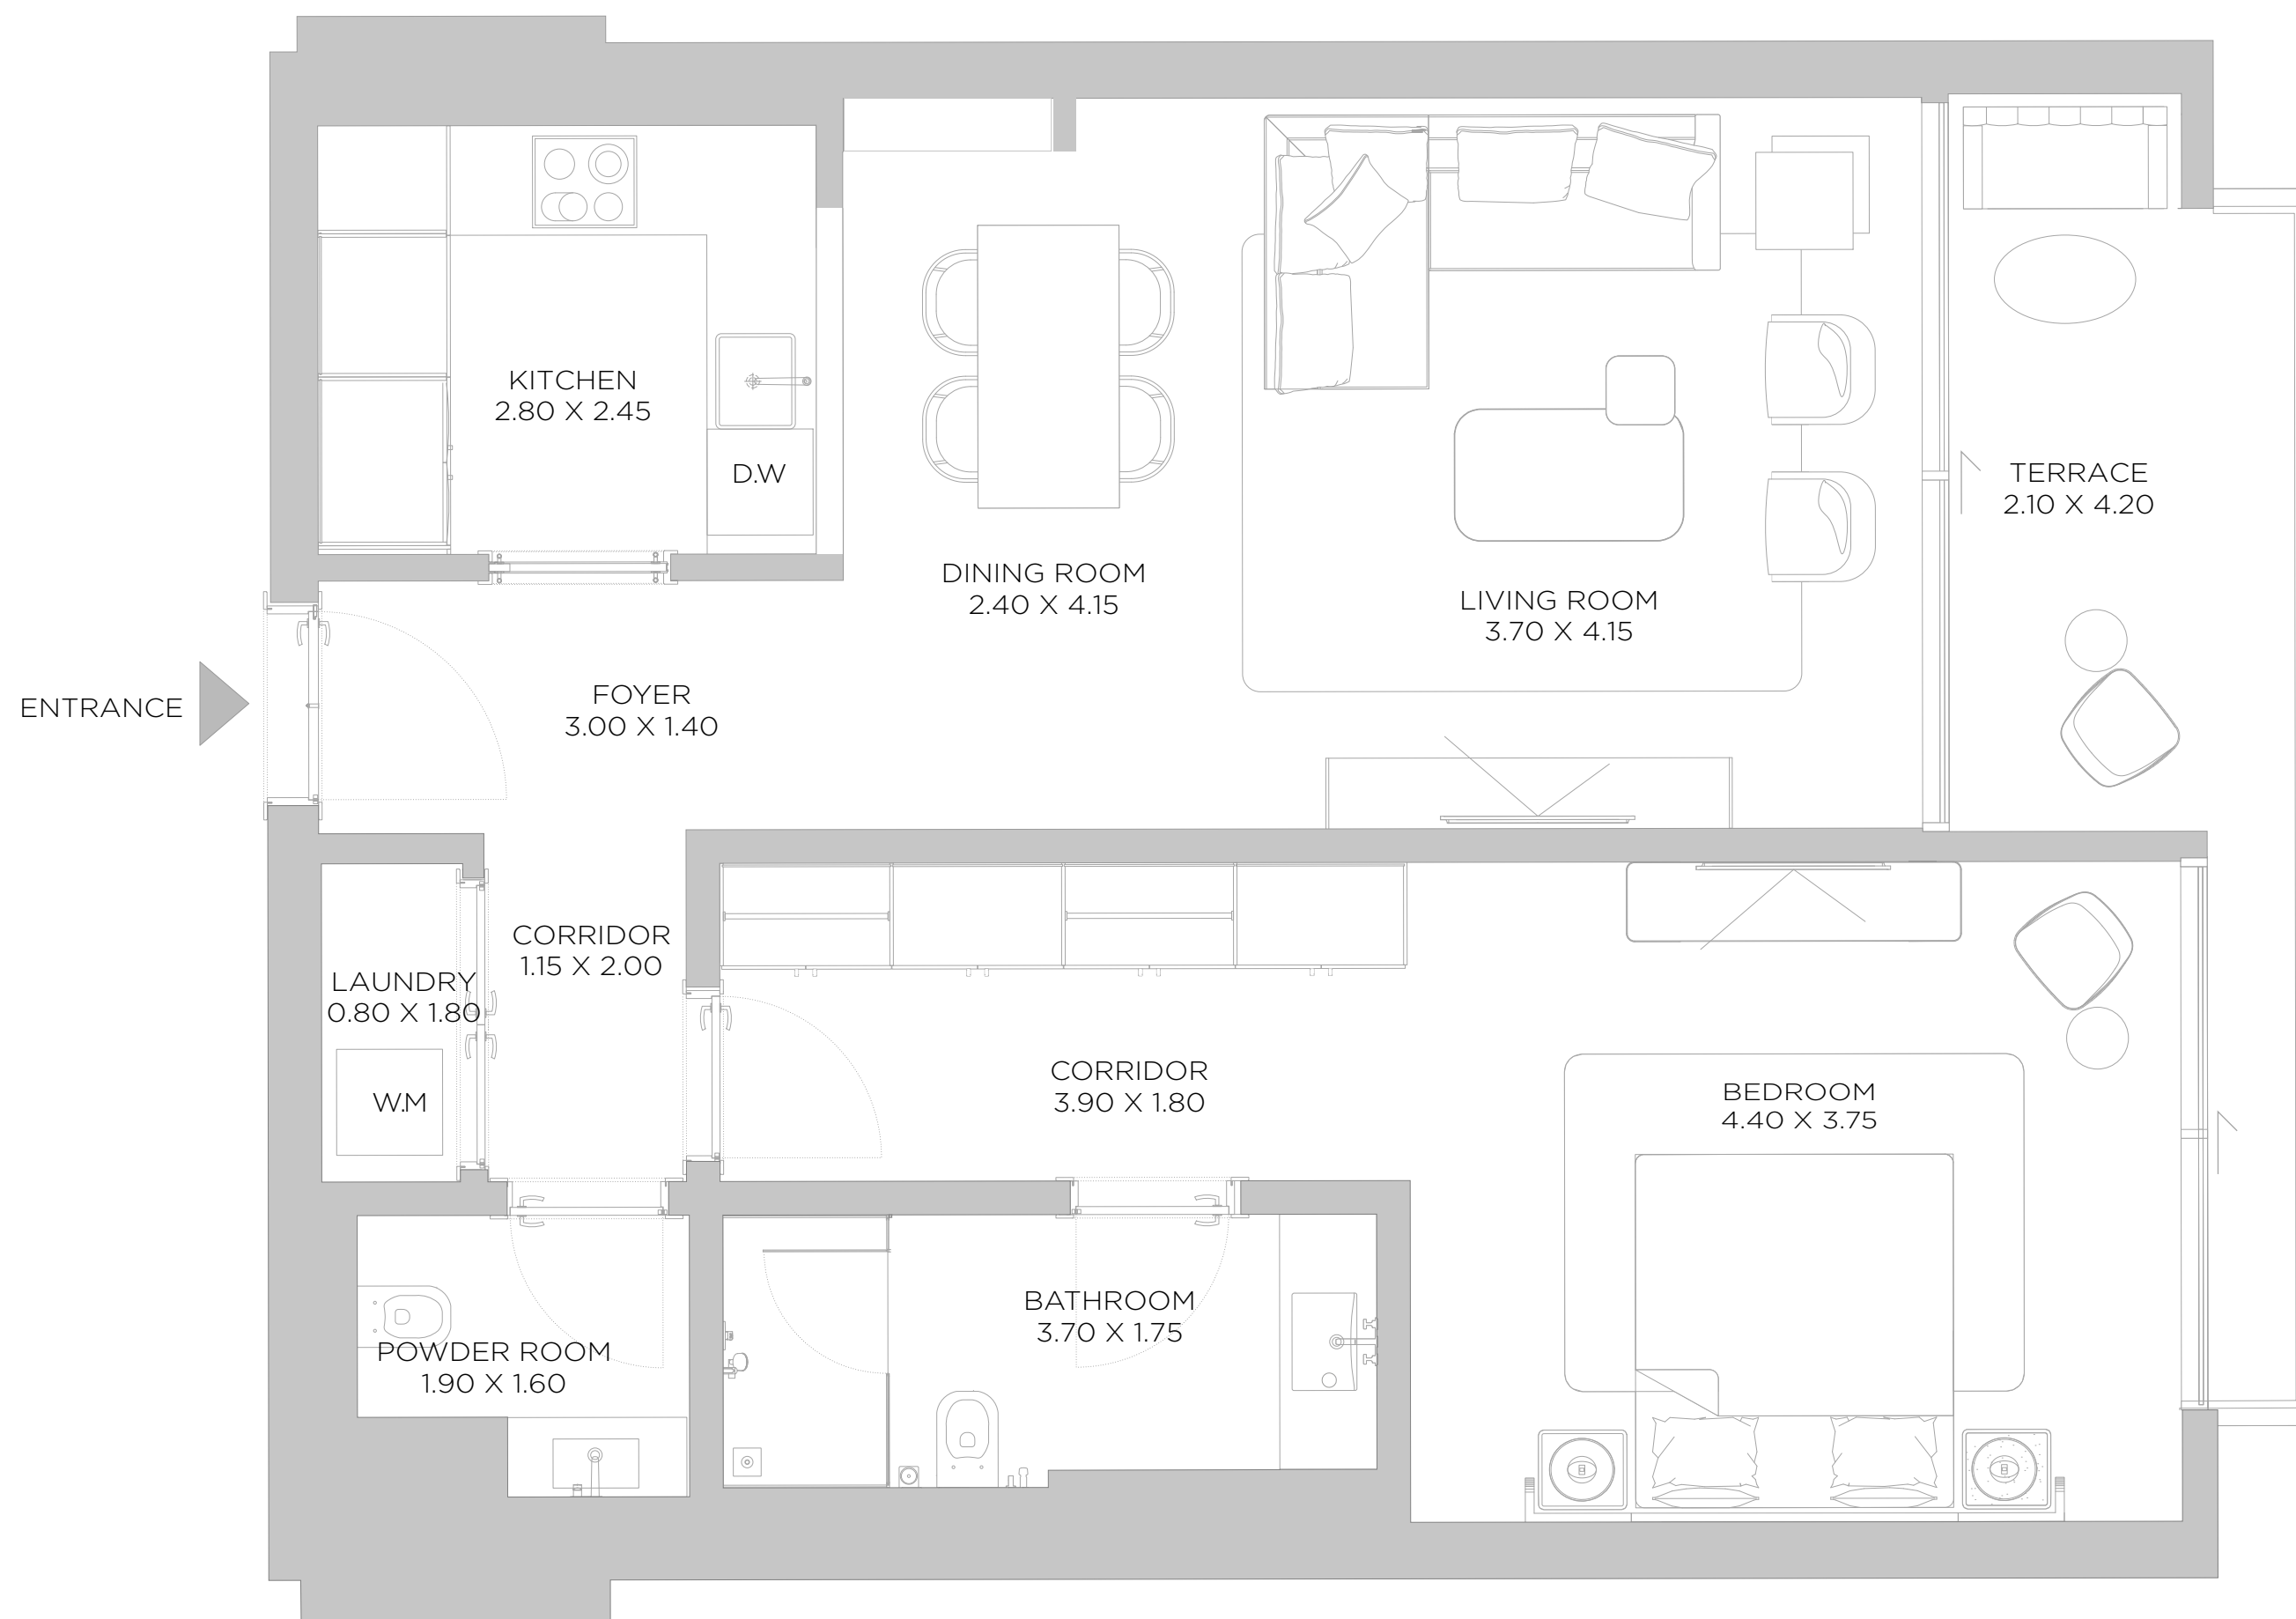 KITCHEN
2.80 X 2.45
D.W
DINING ROOM
2.40 X 4.15
LIVING ROOM
3.70 X 4.15
TERRACE
2.10 X 4.20
ENTRANCE
FOYER
3.00 X 1.40
CORRIDOR
1.15 X 2.00
LAUNDRY
0.80 X 1.80
W.M
CORRIDOR
3.90 X 1.80
BEDROOM
4.40 X 3.75
POWDER ROOM
1.90 X 1.60
BATHROOM
3.70 X 1.75